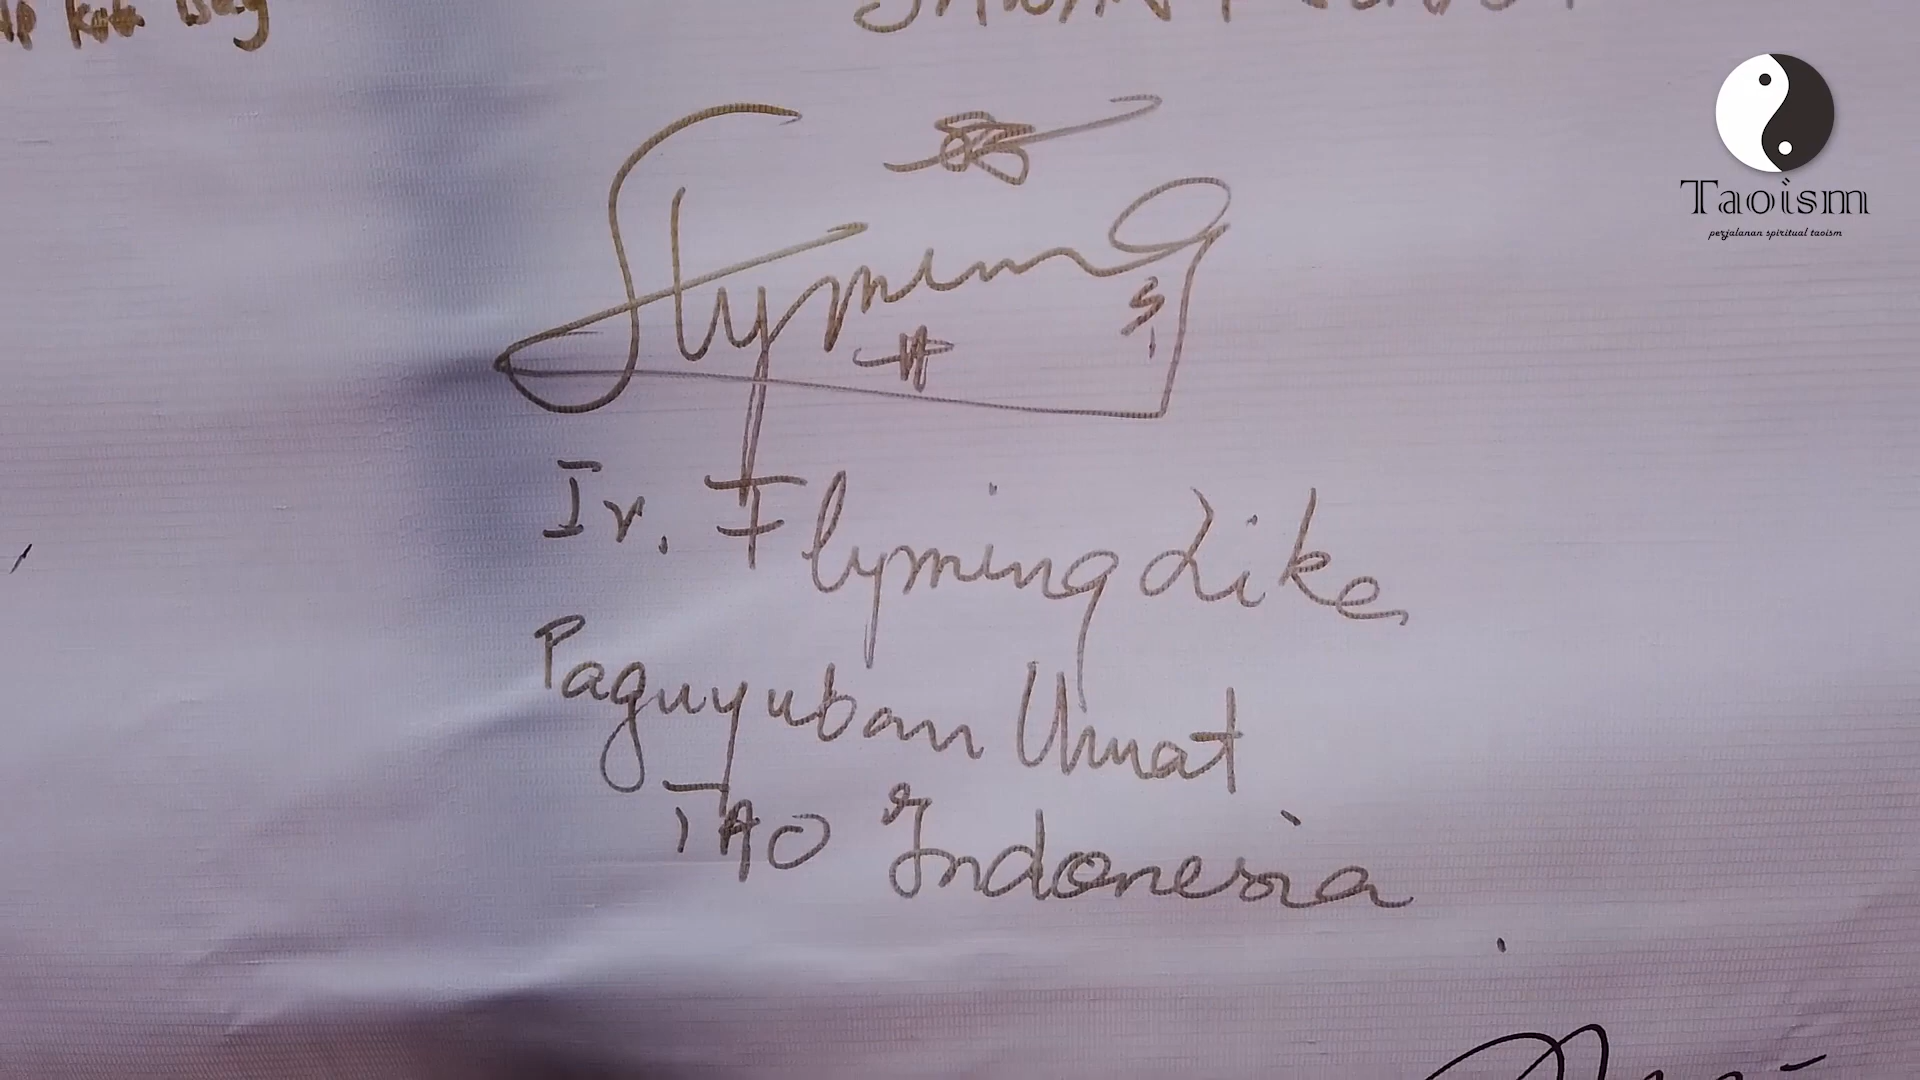 Flyming
Ir. Flyming Like
Paguyuban Umat
TAO Indonesia
Taoism
perjalanan spiritual taoism